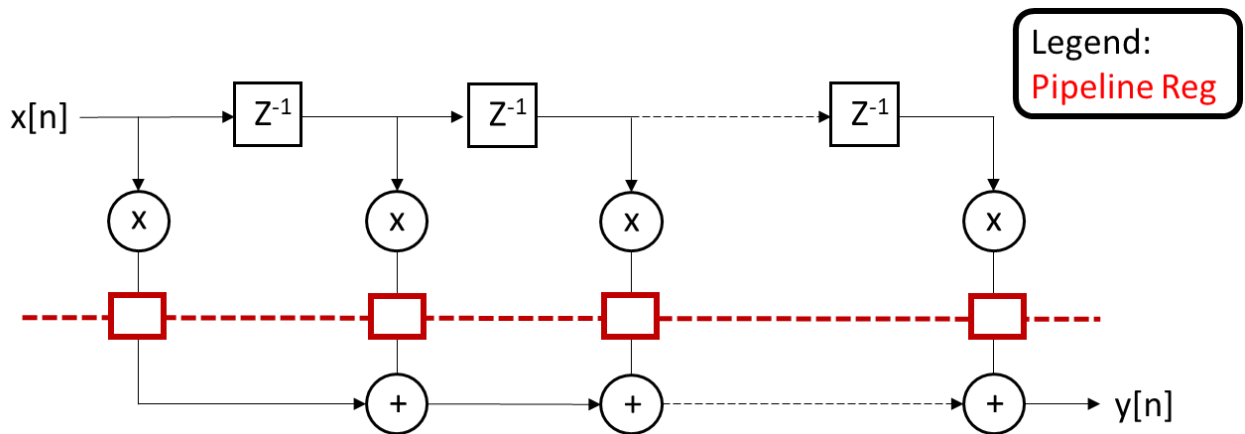 Legend:
Pipeline Reg
x[n] Z⁻¹ Z⁻¹ Z⁻¹
x x x x
+ + + y[n]